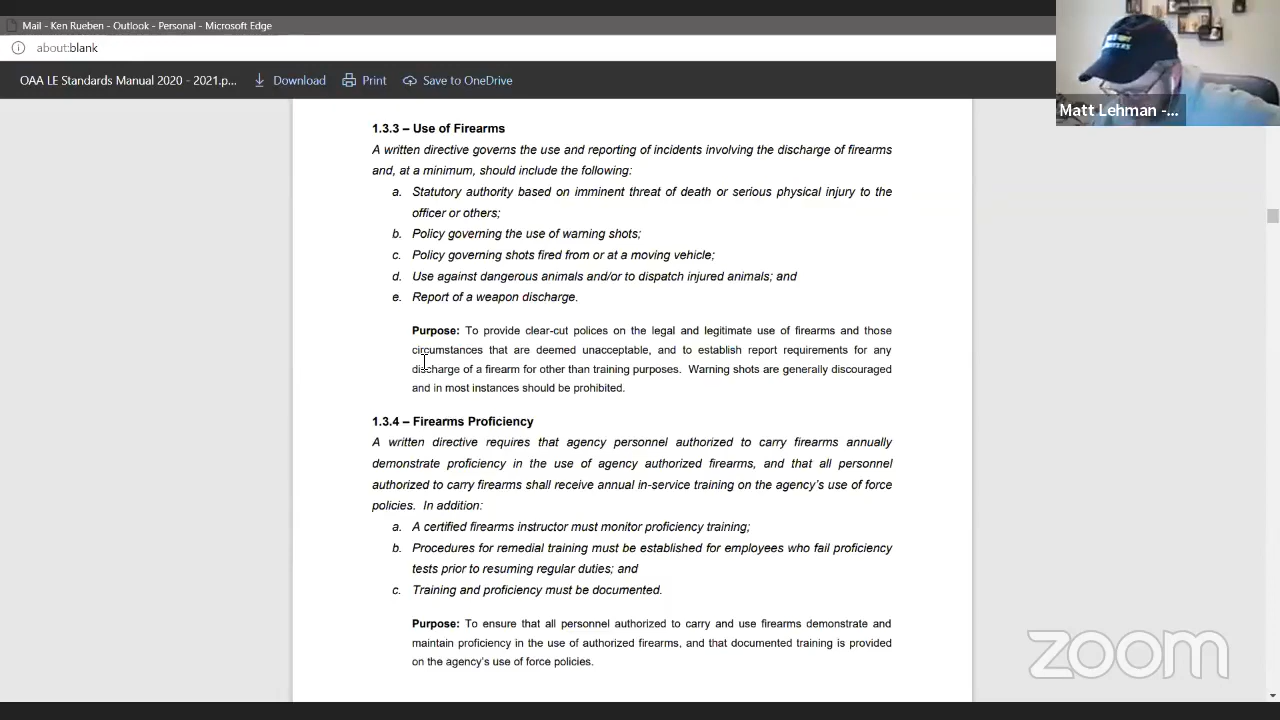 Mail - Ken Rueben - Outlook - Personal - Microsoft Edge
about:blank
OAA LE Standards Manual 2020 - 2021.p... Download Print Save to OneDrive
Matt Lehman -...
1.3.3 – Use of Firearms
A written directive governs the use and reporting of incidents involving the discharge of firearms
and, at a minimum, should include the following:
a. Statutory authority based on imminent threat of death or serious physical injury to the
officer or others;
b. Policy governing the use of warning shots;
c. Policy governing shots fired from or at a moving vehicle;
d. Use against dangerous animals and/or to dispatch injured animals; and
e. Report of a weapon discharge.
Purpose: To provide clear-cut polices on the legal and legitimate use of firearms and those
circumstances that are deemed unacceptable, and to establish report requirements for any
discharge of a firearm for other than training purposes. Warning shots are generally discouraged
and in most instances should be prohibited.
1.3.4 – Firearms Proficiency
A written directive requires that agency personnel authorized to carry firearms annually
demonstrate proficiency in the use of agency authorized firearms, and that all personnel
authorized to carry firearms shall receive annual in-service training on the agency's use of force
policies. In addition:
a. A certified firearms instructor must monitor proficiency training;
b. Procedures for remedial training must be established for employees who fail proficiency
tests prior to resuming regular duties; and
c. Training and proficiency must be documented.
Purpose: To ensure that all personnel authorized to carry and use firearms demonstrate and
maintain proficiency in the use of authorized firearms, and that documented training is provided
on the agency's use of force policies.
zoom